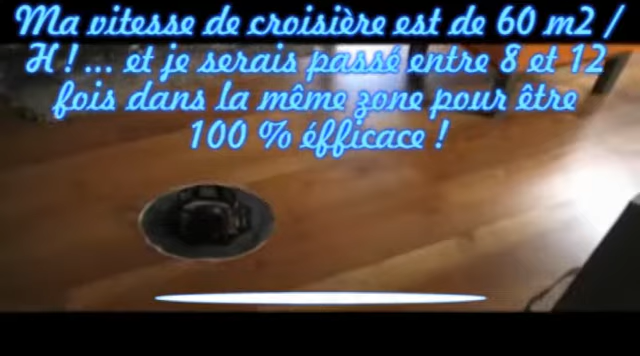 Ma vitesse de croisière est de 60 m2 /
H ! ... et je serais passé entre 8 et 12
fois dans la même zone pour être
100 % éfficace !